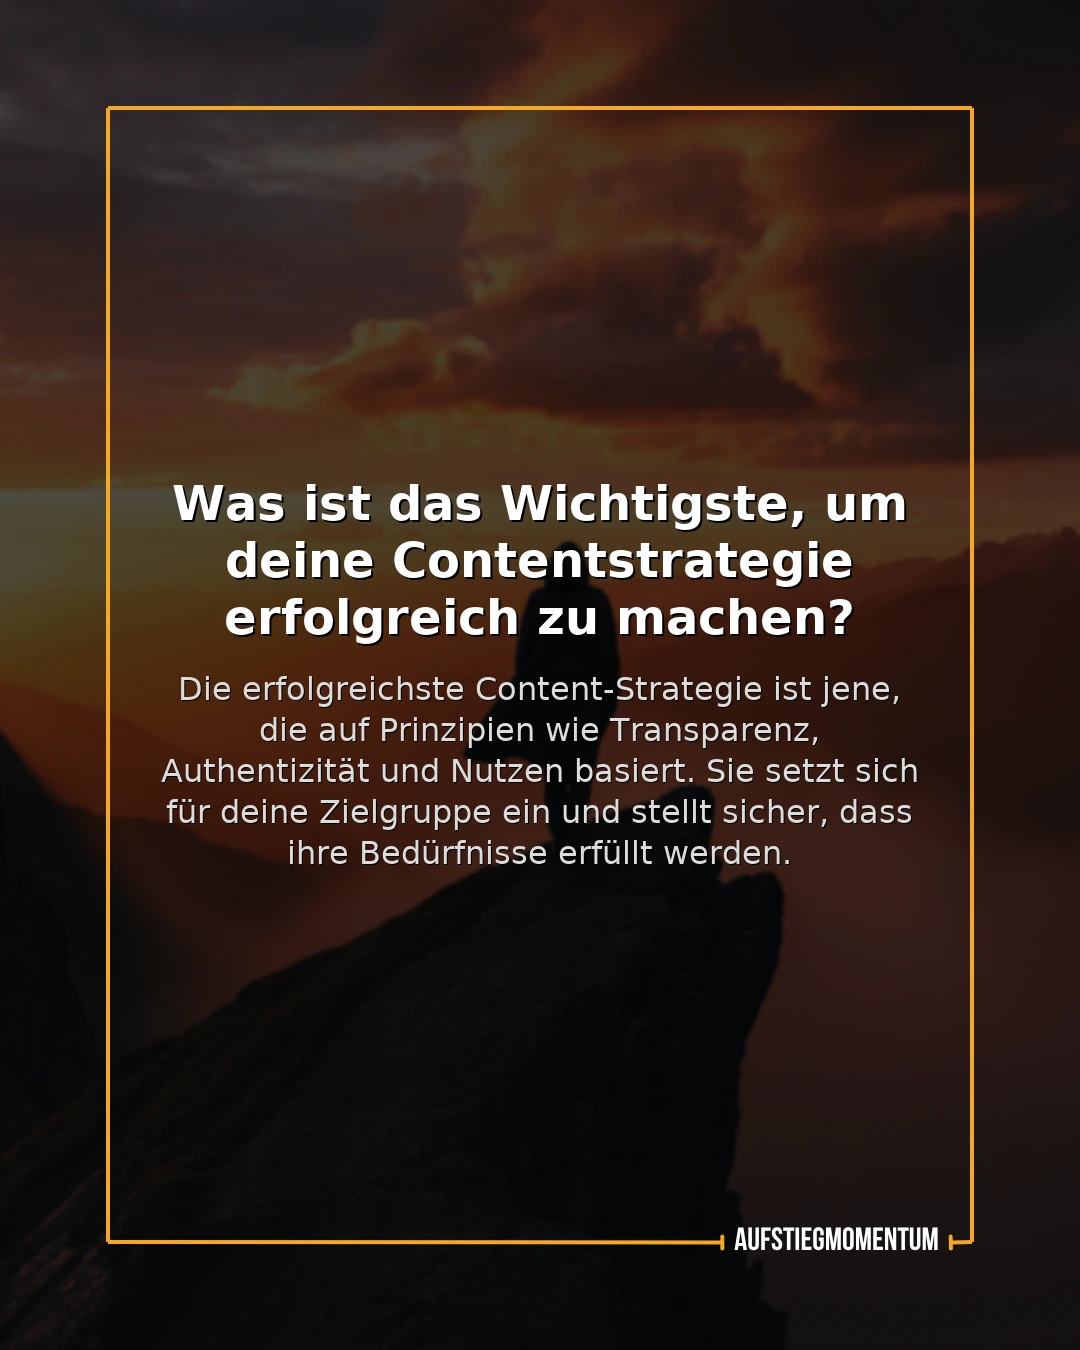 Was ist das Wichtigste, um
deine Contentstrategie
erfolgreich zu machen?
Die erfolgreichste Content-Strategie ist jene,
die auf Prinzipien wie Transparenz,
Authentizität und Nutzen basiert. Sie setzt sich
für deine Zielgruppe ein und stellt sicher, dass
ihre Bedürfnisse erfüllt werden.
AUFSTIEGMOMENTUM